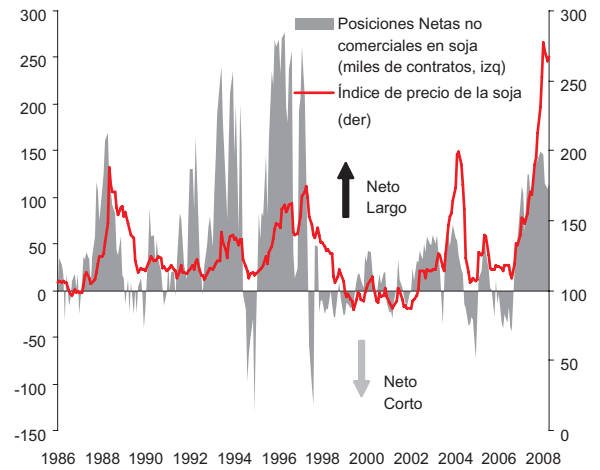 Posiciones Netas no
comerciales en soja
(miles de contratos, izq)
Índice de precio de la soja
(der)
Neto
Largo
Neto
Corto
300
250
200
150
100
50
0
-50
-100
-150
300
250
200
150
100
50
0
1986 1988 1990 1992 1994 1996 1998 2000 2002 2004 2006 2008